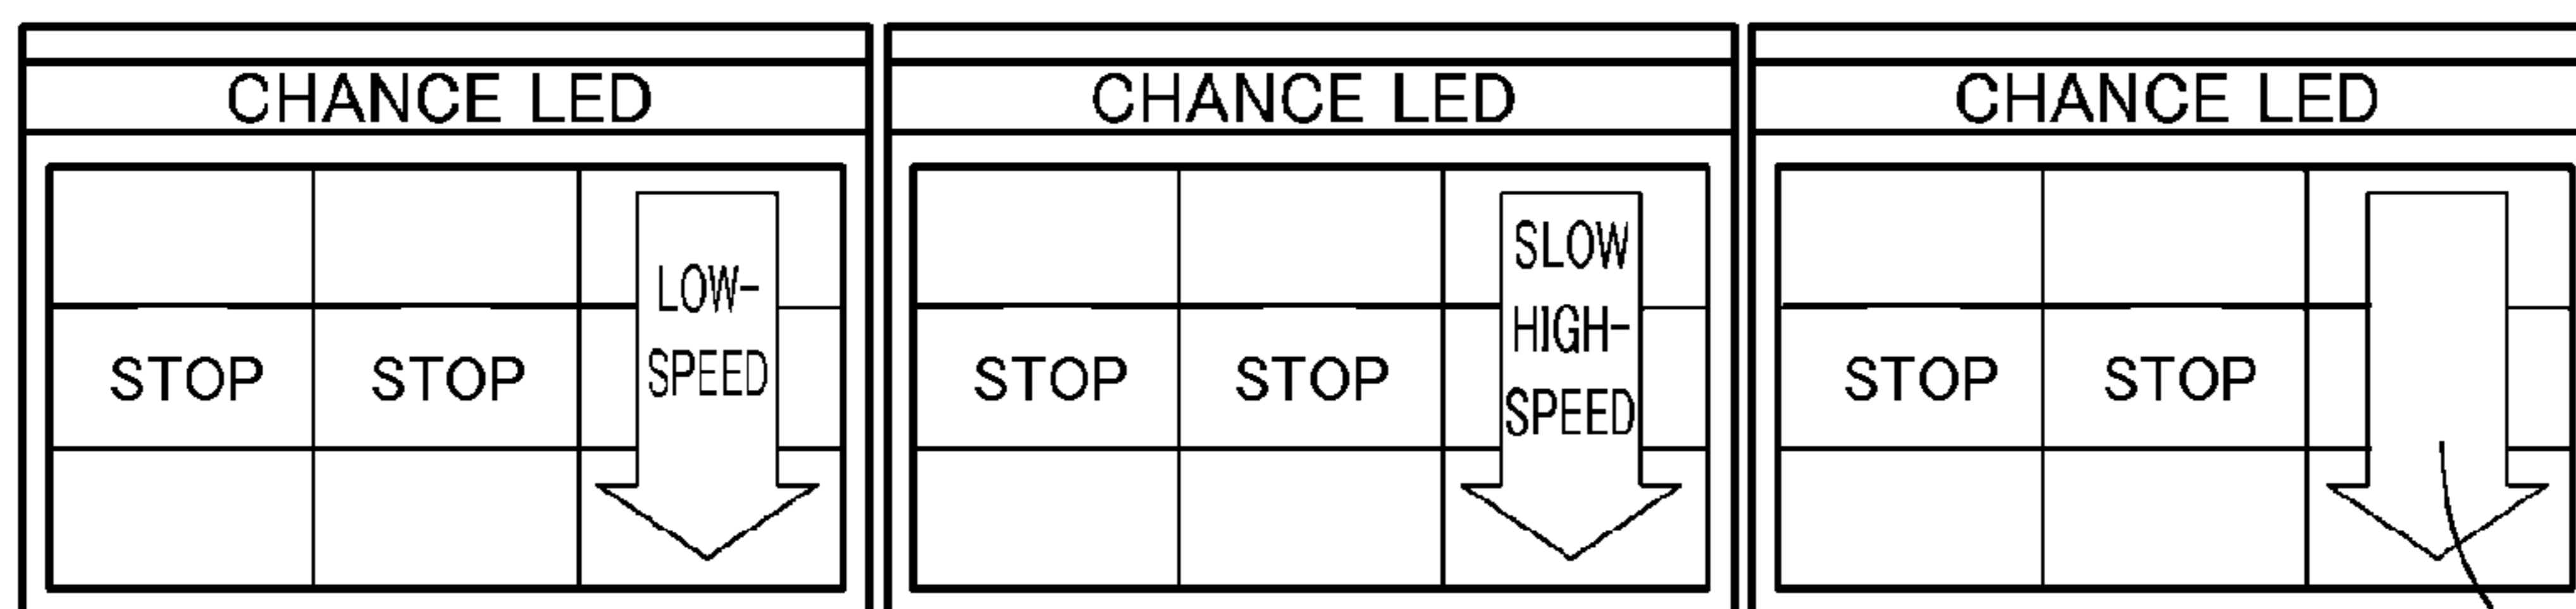 CHANCE LED
STOP STOP
LOW-
SPEED
CHANCE LED
STOP STOP
SLOW
HIGH-
SPEED
CHANCE LED
STOP STOP